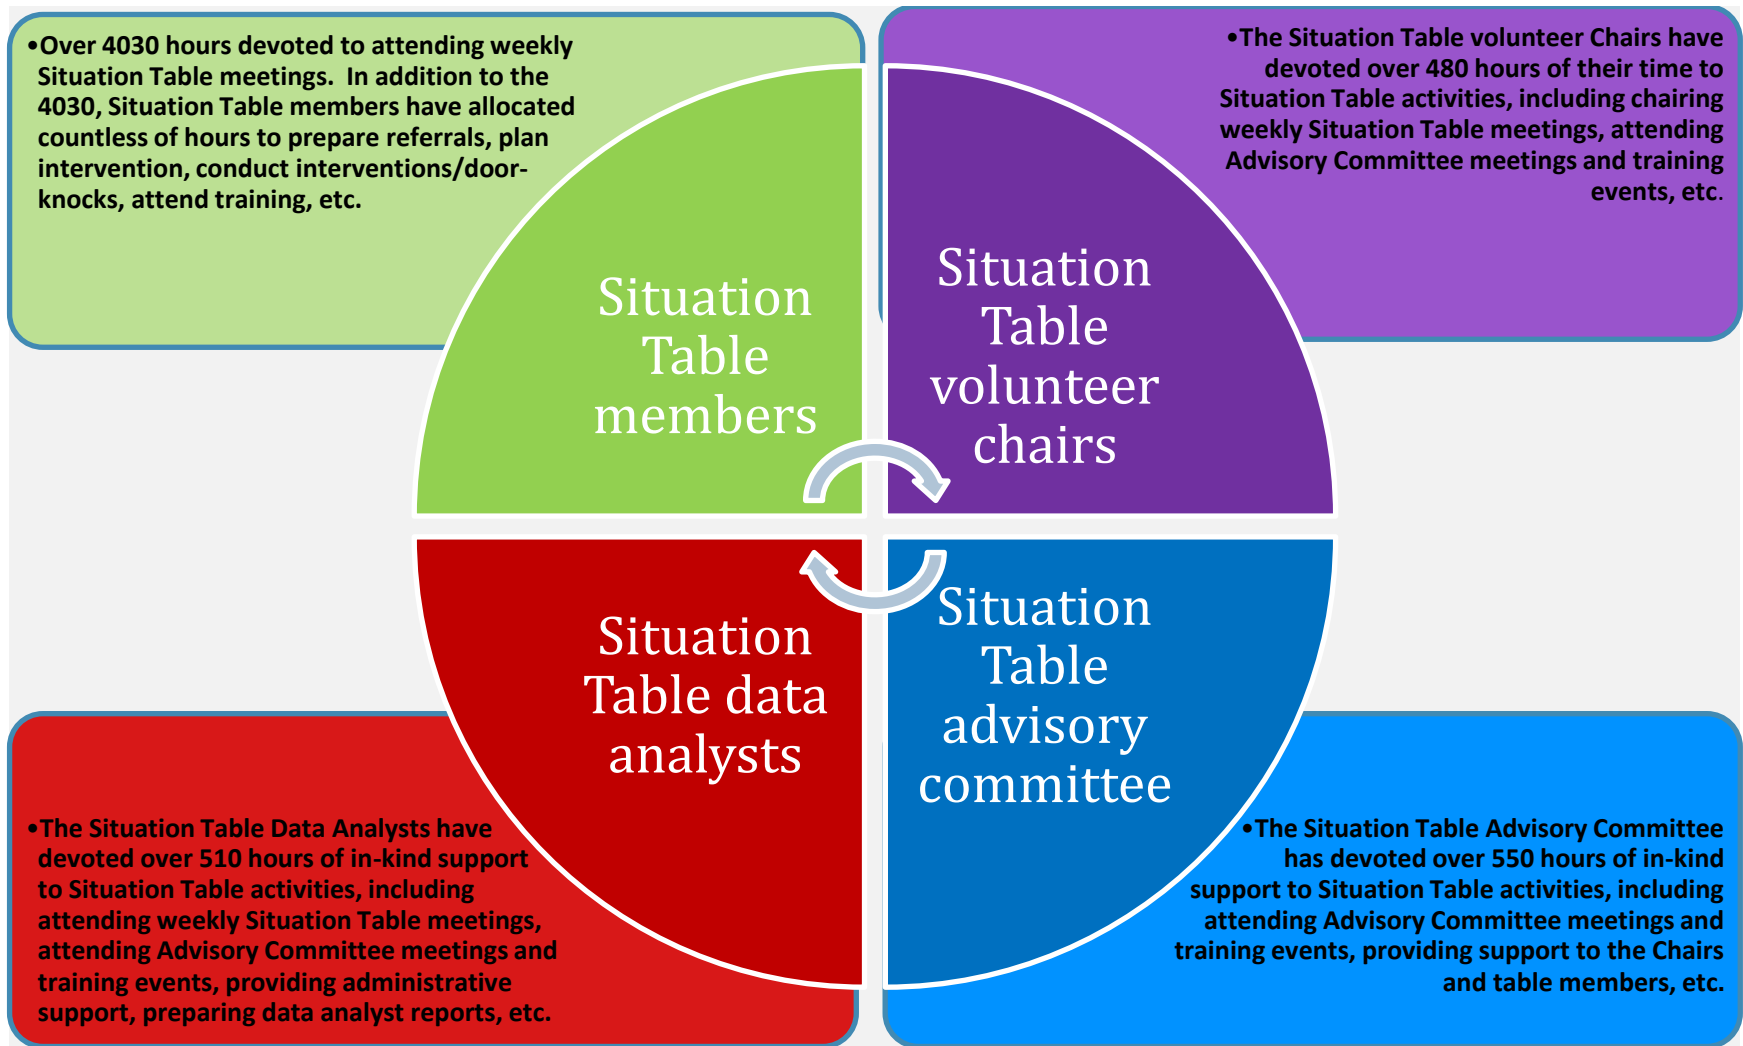 •Over 4030 hours devoted to attending weekly
Situation Table meetings.  In addition to the
4030, Situation Table members have allocated
countless of hours to prepare referrals, plan
intervention, conduct interventions/door-
knocks, attend training, etc.
•The Situation Table volunteer Chairs have
devoted over 480 hours of their time to
Situation Table activities, including chairing
weekly Situation Table meetings, attending
Advisory Committee meetings and training
events, etc.
Situation
Table
members
Situation
Table
volunteer
chairs
Situation
Table data
analysts
Situation
Table
advisory
committee
•The Situation Table Data Analysts have
devoted over 510 hours of in-kind support
to Situation Table activities, including
attending weekly Situation Table meetings,
attending Advisory Committee meetings and
training events, providing administrative
support, preparing data analyst reports, etc.
•The Situation Table Advisory Committee
has devoted over 550 hours of in-kind
support to Situation Table activities, including
attending Advisory Committee meetings and
training events, providing support to the Chairs
and table members, etc.